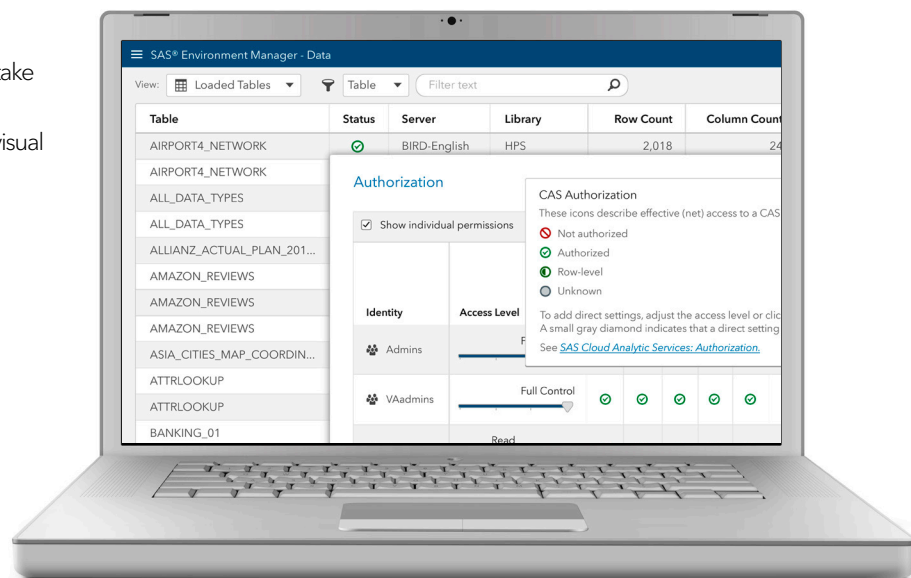 take
visual
SAS® Environment Manager - Data
View: Loaded Tables Table Filter text
Table Status Server Library Row Count Column Count
AIRPORT4_NETWORK BIRD-English HPS 2,018 24
AIRPORT4_NETWORK
ALL_DATA_TYPES
ALL_DATA_TYPES
ALLIANZ_ACTUAL_PLAN_201...
AMAZON_REVIEWS
AMAZON_REVIEWS
AMAZON_REVIEWS
ASIA_CITIES_MAP_COORDIN...
ATTRLOOKUP
ATTRLOOKUP
BANKING_01
Authorization
Show individual permissions
Identity Access Level
Admins F
VAadmins Full Control
Read
CAS Authorization
These icons describe effective (net) access to a CAS
Not authorized
Authorized
Row-level
Unknown
To add direct settings, adjust the access level or clic
A small gray diamond indicates that a direct setting
See SAS Cloud Analytic Services: Authorization.